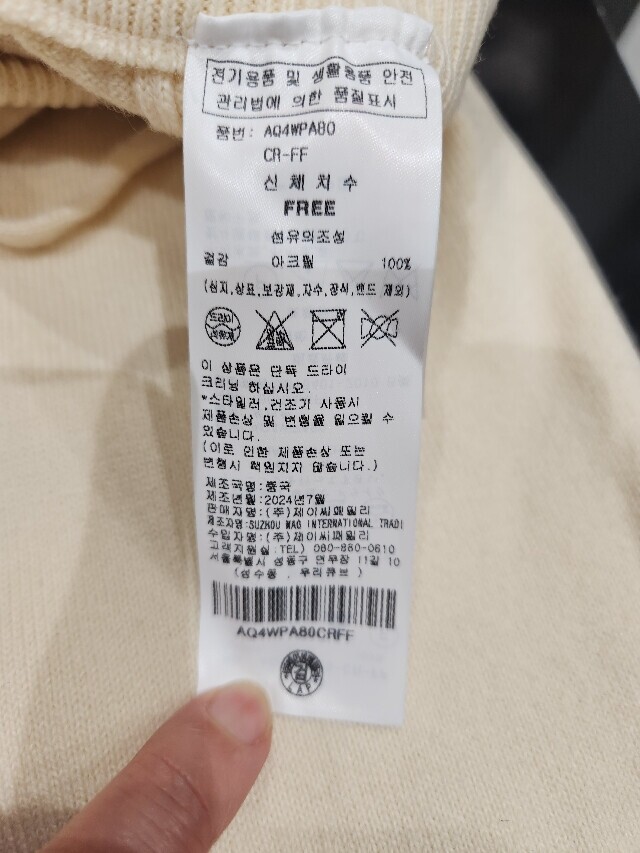 전기용품 및 생활용품 안전
관리법에 의한 품질표시
품번: AQ4WPA80
CR-FF
신 체 치 수
FREE
섬유의조성
겉감 아크릴 100%
(심지,상표,보강재,자수,장식,밴드 제외)
드라이
이 상품은 단독 드라이
크리닝 하십시오.
*스타일러,건조기 사용시
제품손상 및 변형을 일으킬 수
있습니다.
(이로 인한 제품손상 또는
변형시 책임지지 않습니다.)
제조국명:중국
제조년월:2024년7월
판매자명:(주)제이씨패밀리
제조자명:SUZHOU MAO INTERNATIONAL TRADI
수입자명:(주)제이씨패밀리
고객지원실:TEL) 080-880-0610
서울특별시 성동구 연무장 11길 10
(성수동 , 우리큐브 )
AQ4WPA80CRFF
검